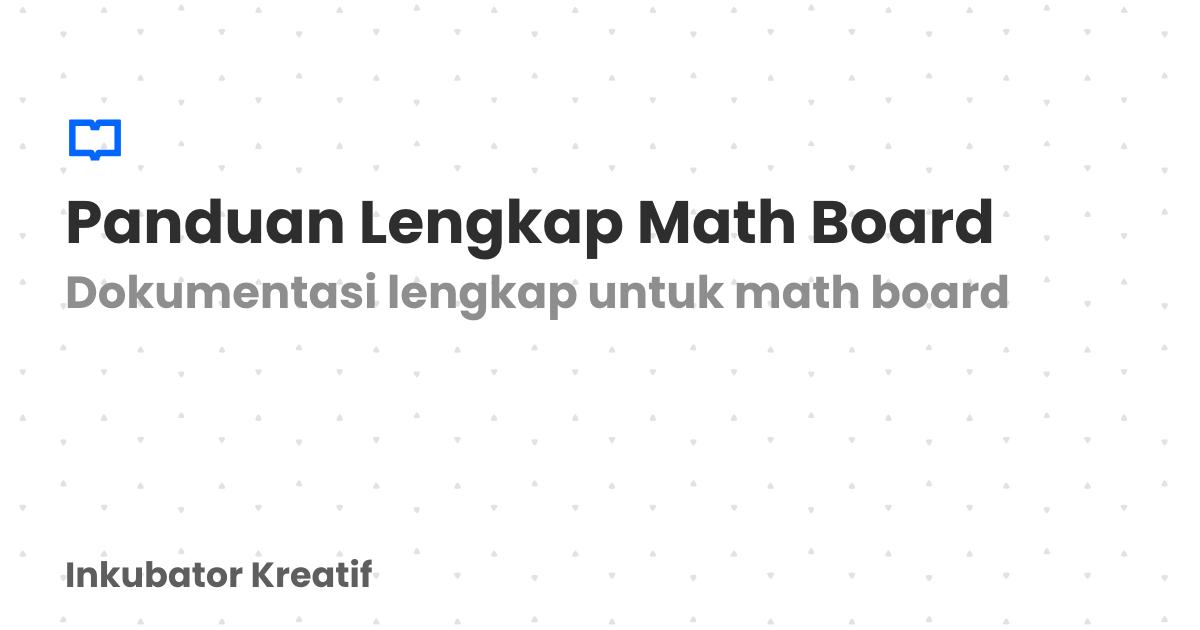 Panduan Lengkap Math Board
Dokumentasi lengkap untuk math board
Inkubator Kreatif